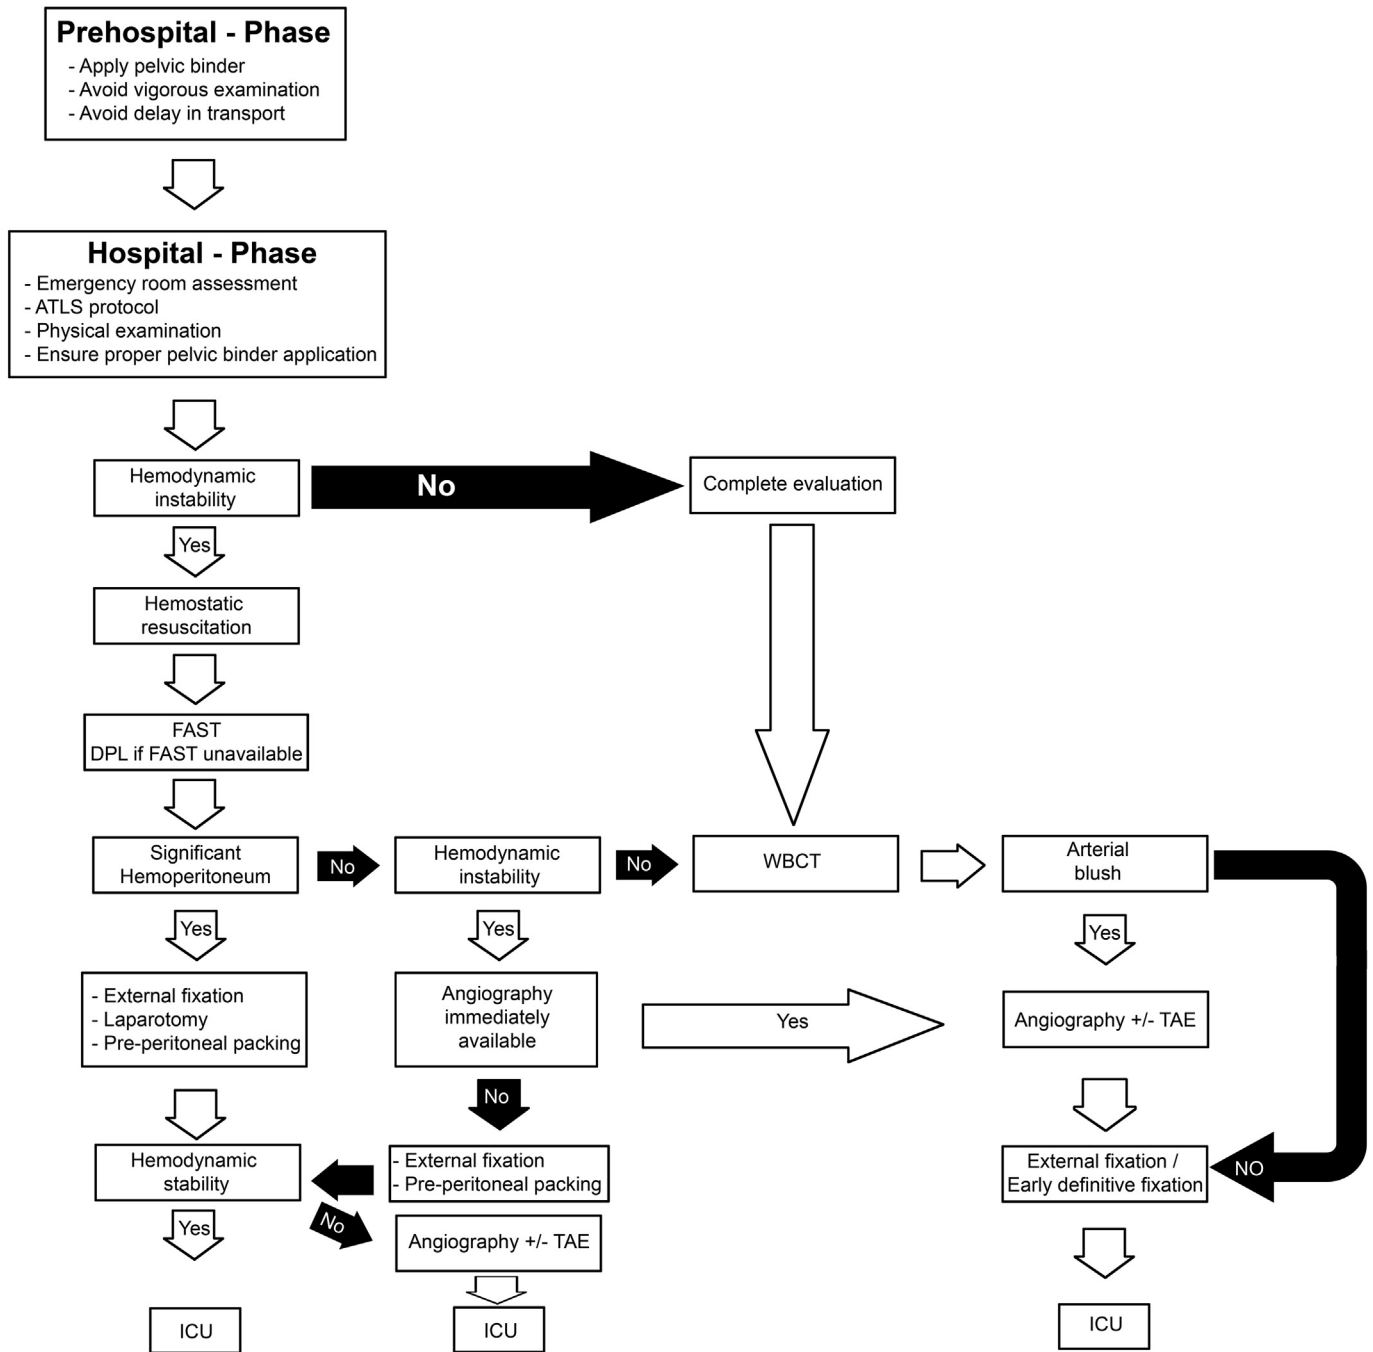 Prehospital - Phase
- Apply pelvic binder
- Avoid vigorous examination
- Avoid delay in transport
Hospital - Phase
- Emergency room assessment
- ATLS protocol
- Physical examination
- Ensure proper pelvic binder application
Hemodynamic
instability
No
Complete evaluation
Yes
Hemostatic
resuscitation
FAST
DPL if FAST unavailable
Significant
Hemoperitoneum
No
Hemodynamic
instability
No
WBCT
Arterial
blush
Yes
Yes
Yes
- External fixation
- Laparotomy
- Pre-peritoneal packing
Angiography
immediately
available
Yes
Angiography +/- TAE
No
Hemodynamic
stability
- External fixation
- Pre-peritoneal packing
External fixation /
Early definitive fixation
NO
Yes
No
Angiography +/- TAE
ICU
ICU
ICU